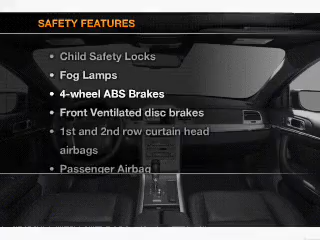 SAFETY FEATURES
• Child Safety Locks
• Fog Lamps
• 4-wheel ABS Brakes
• Front Ventilated disc brakes
• 1st and 2nd row curtain head
airbags
• Passenger Airbag